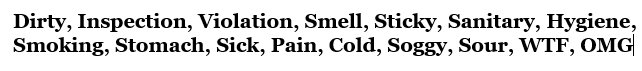 Dirty, Inspection, Violation, Smell, Sticky, Sanitary, Hygiene,
Smoking, Stomach, Sick, Pain, Cold, Soggy, Sour, WTF, OMG